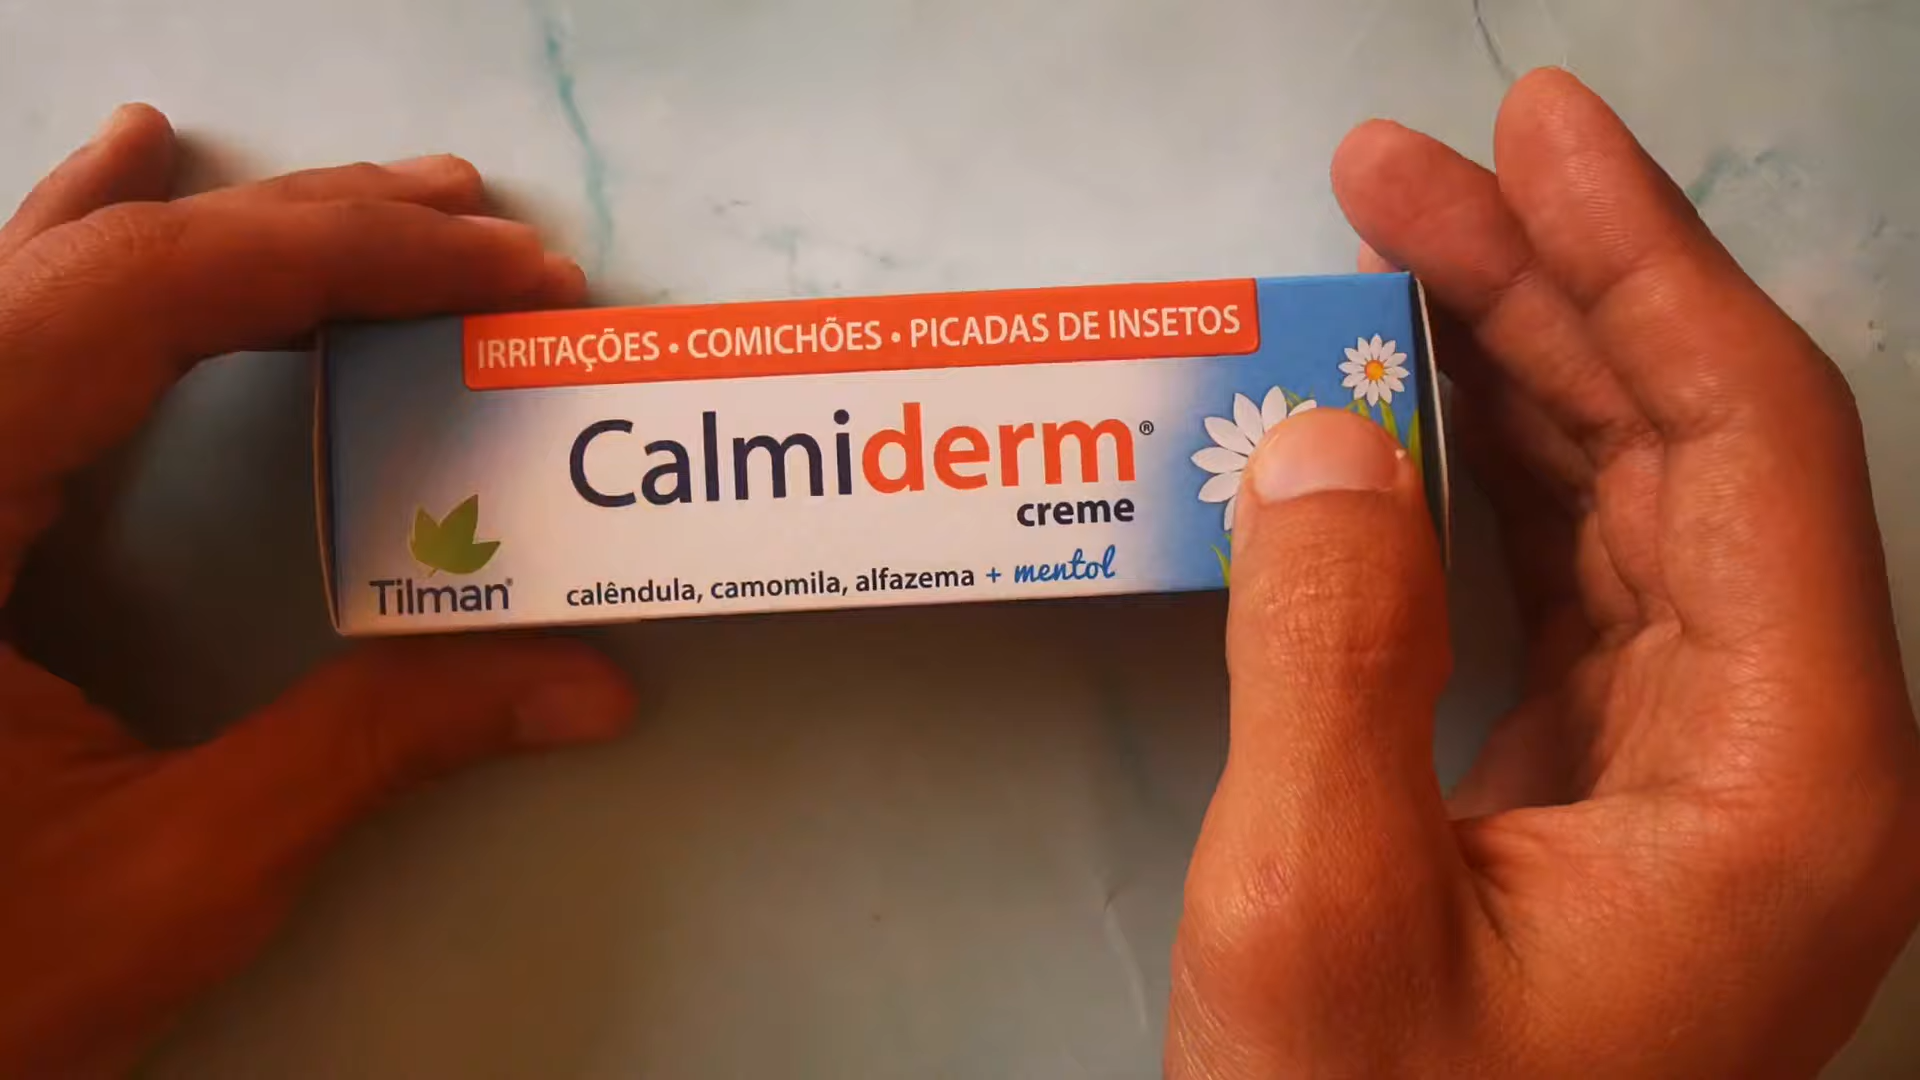 IRRITAÇÕES • COMICHÕES • PICADAS DE INSETOS
Calmiderm®
creme
calêndula, camomila, alfazema + mentol
Tilman®